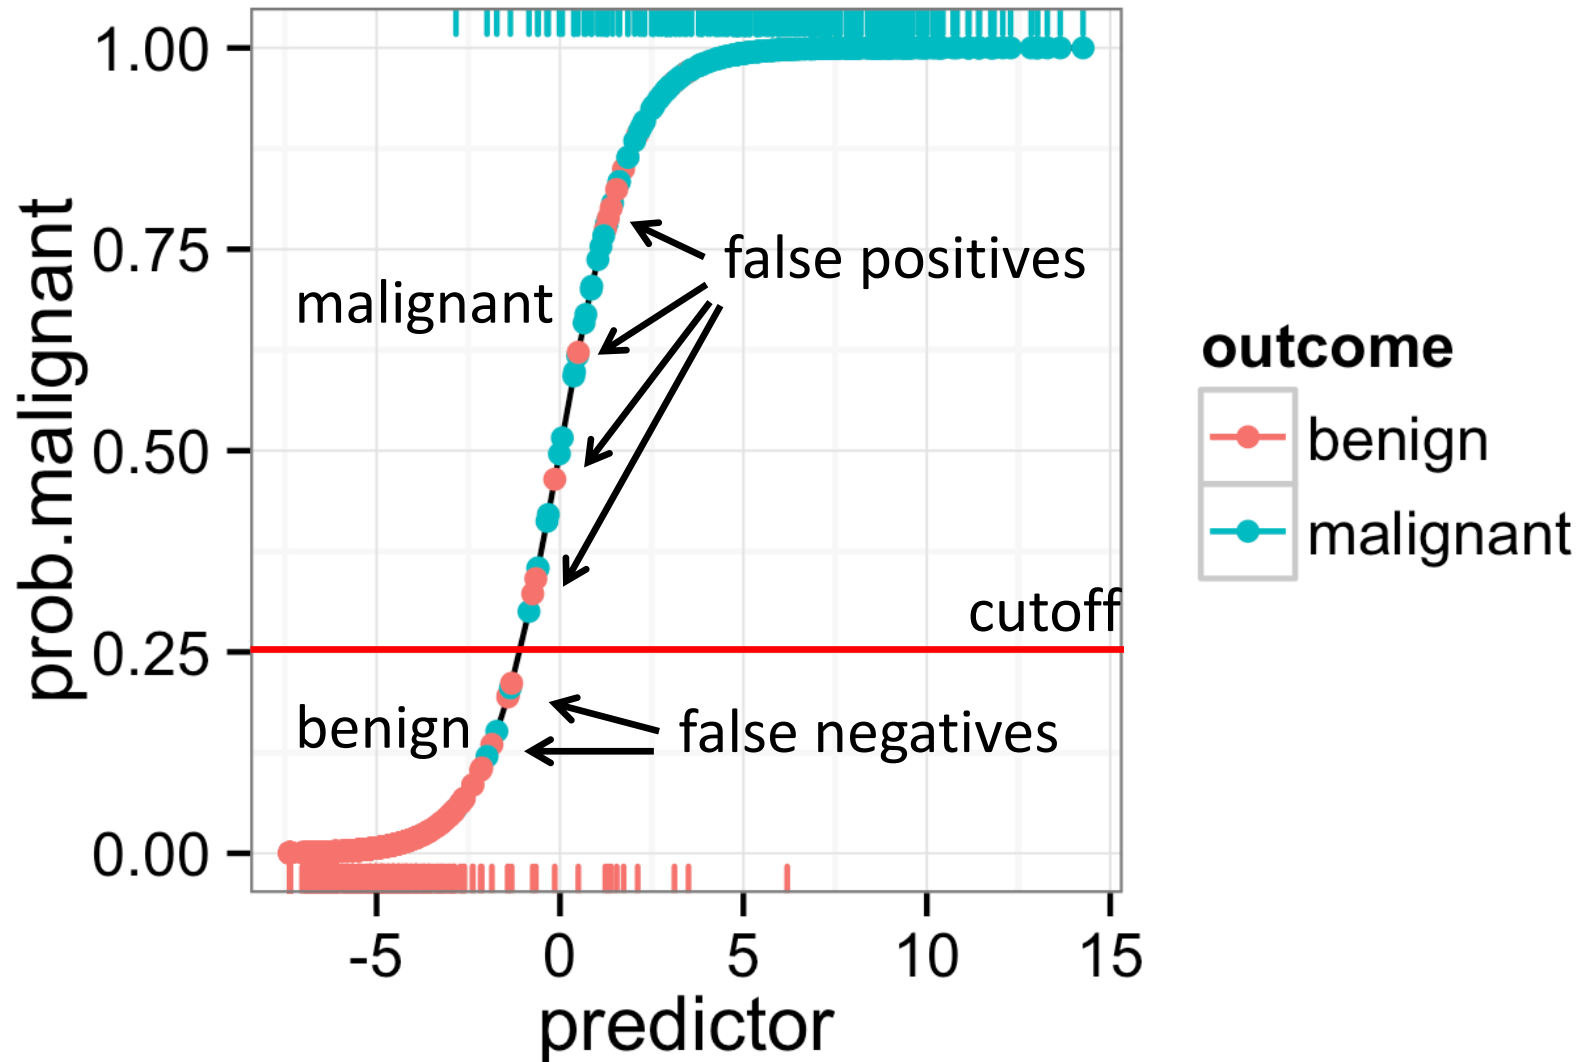 1.00
0.75
0.50
0.25
0.00
prob.malignant
malignant
false positives
cutoff
benign
false negatives
-5
0
5
10
15
predictor
outcome
benign
malignant